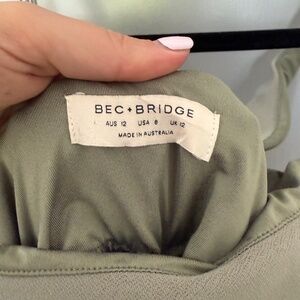 BEC + BRIDGE
AUS 12 USA 8 UK 12
MADE IN AUSTRALIA